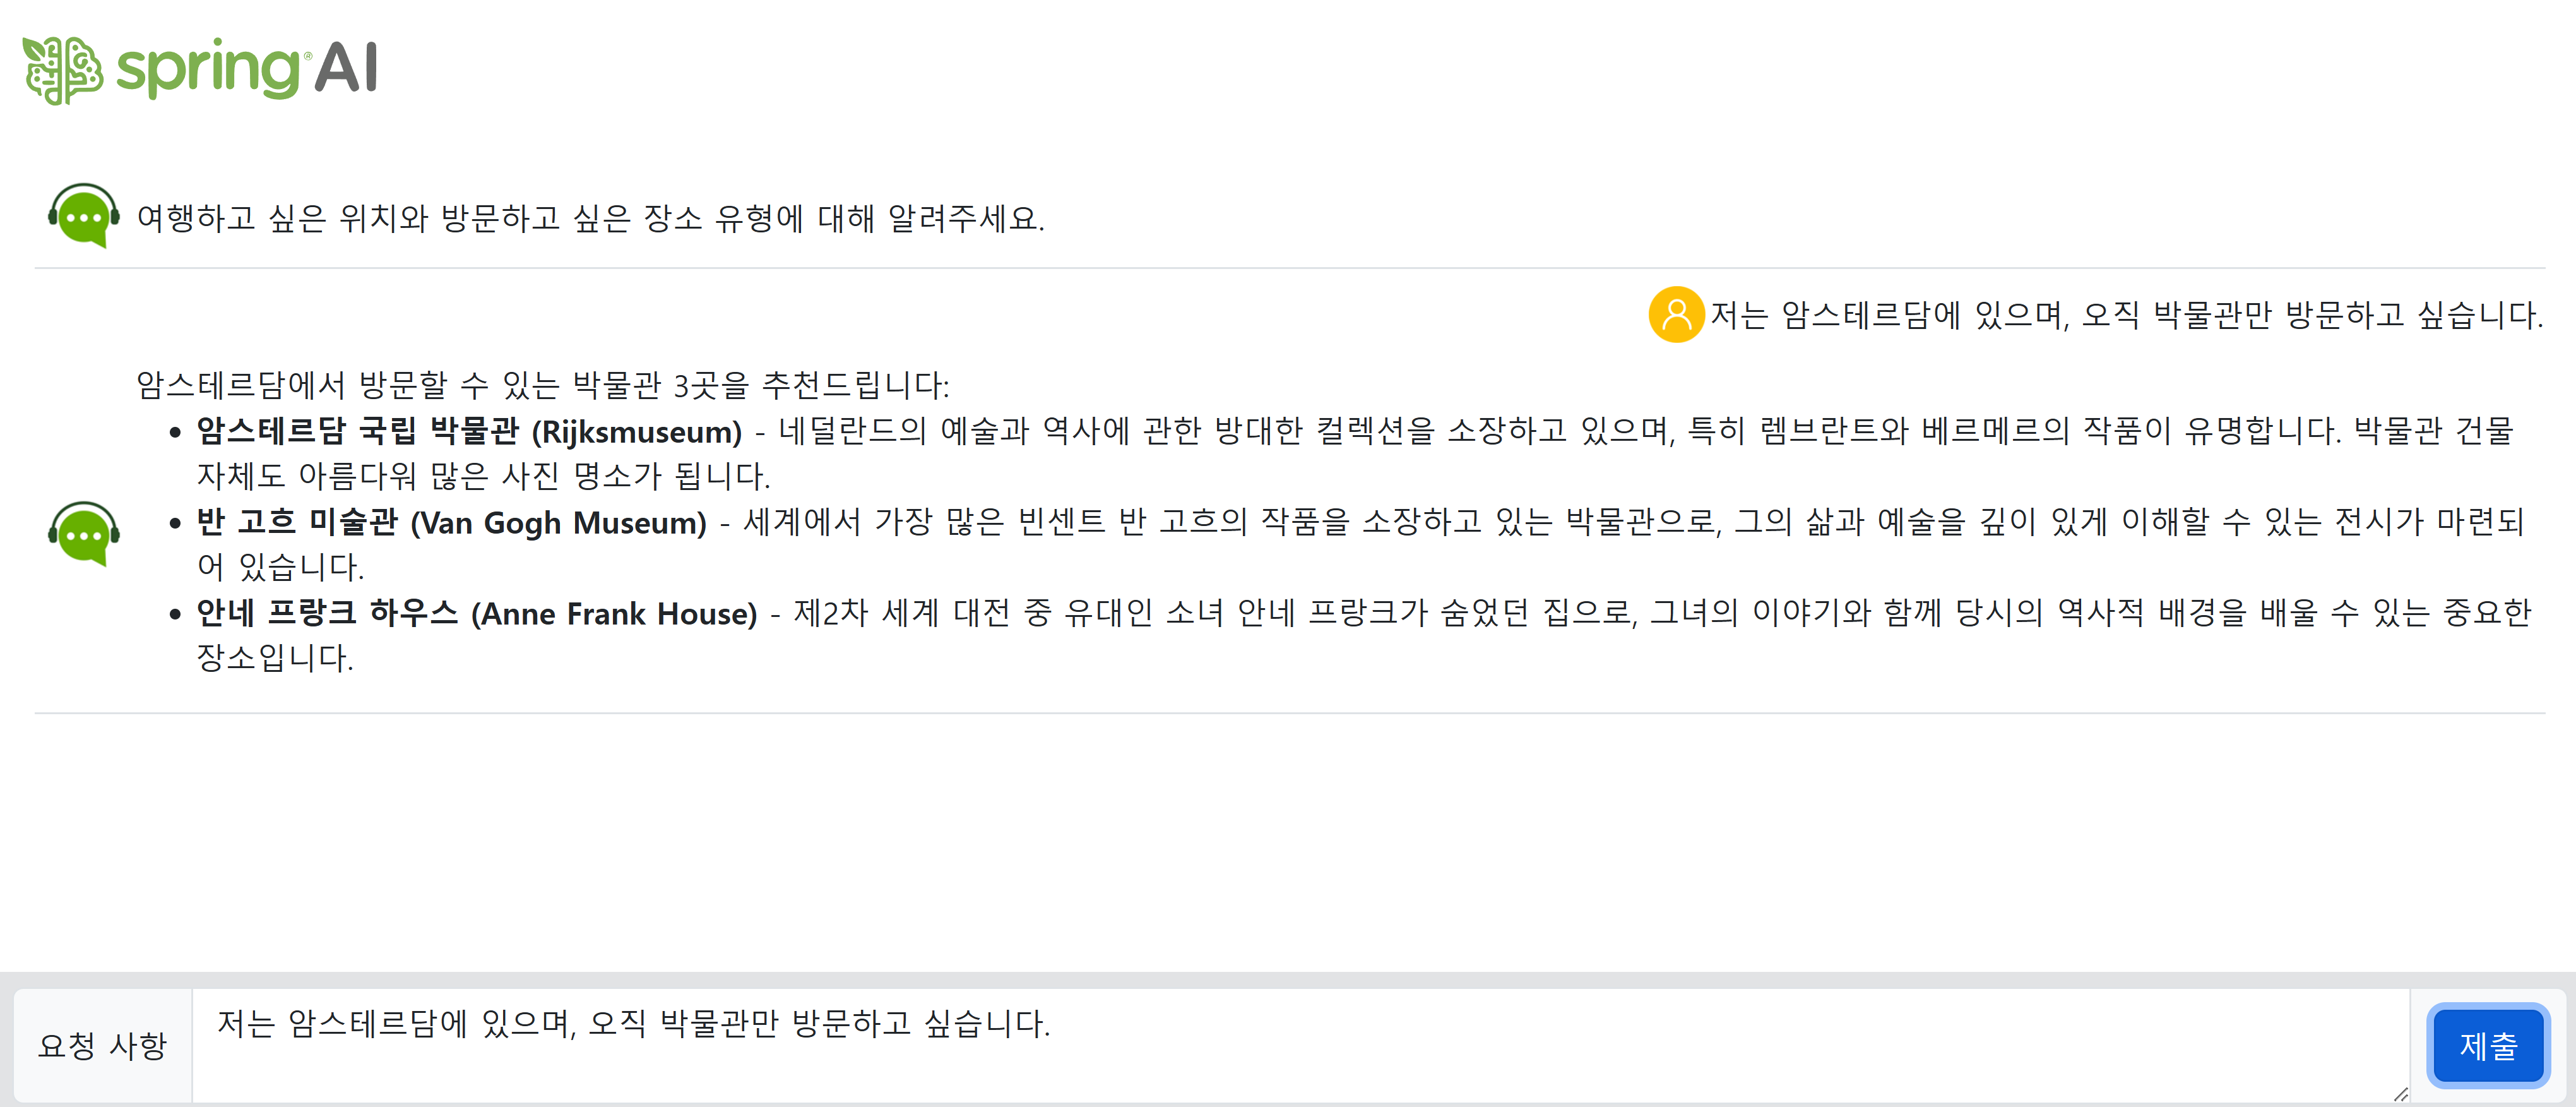 spring® AI
여행하고 싶은 위치와 방문하고 싶은 장소 유형에 대해 알려주세요.
저는 암스테르담에 있으며, 오직 박물관만 방문하고 싶습니다.
암스테르담에서 방문할 수 있는 박물관 3곳을 추천드립니다:
• 암스테르담 국립 박물관 (Rijksmuseum) - 네덜란드의 예술과 역사에 관한 방대한 컬렉션을 소장하고 있으며, 특히 렘브란트와 베르메르의 작품이 유명합니다. 박물관 건물
자체도 아름다워 많은 사진 명소가 됩니다.
• 반 고흐 미술관 (Van Gogh Museum) - 세계에서 가장 많은 빈센트 반 고흐의 작품을 소장하고 있는 박물관으로, 그의 삶과 예술을 깊이 있게 이해할 수 있는 전시가 마련되
어 있습니다.
• 안네 프랑크 하우스 (Anne Frank House) - 제2차 세계 대전 중 유대인 소녀 안네 프랑크가 숨었던 집으로, 그녀의 이야기와 함께 당시의 역사적 배경을 배울 수 있는 중요한
장소입니다.
요청 사항
저는 암스테르담에 있으며, 오직 박물관만 방문하고 싶습니다.
제출